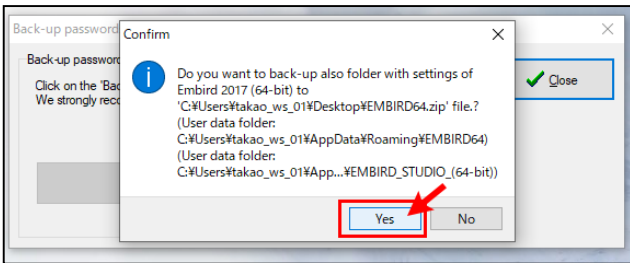 Back-up password
Confirm
Back-up password
Click on the 'Bac
We strongly reco
Do you want to back-up also folder with settings of
Embird 2017 (64-bit) to
'C:¥Users¥takao_ws_01¥Desktop¥EMBIRD64.zip' file.?
(User data folder:
C:¥Users¥takao_ws_01¥AppData¥Roaming¥EMBIRD64)
(User data folder:
C:¥Users¥takao_ws_01¥App...¥EMBIRD_STUDIO_(64-bit))
Close
Yes
No